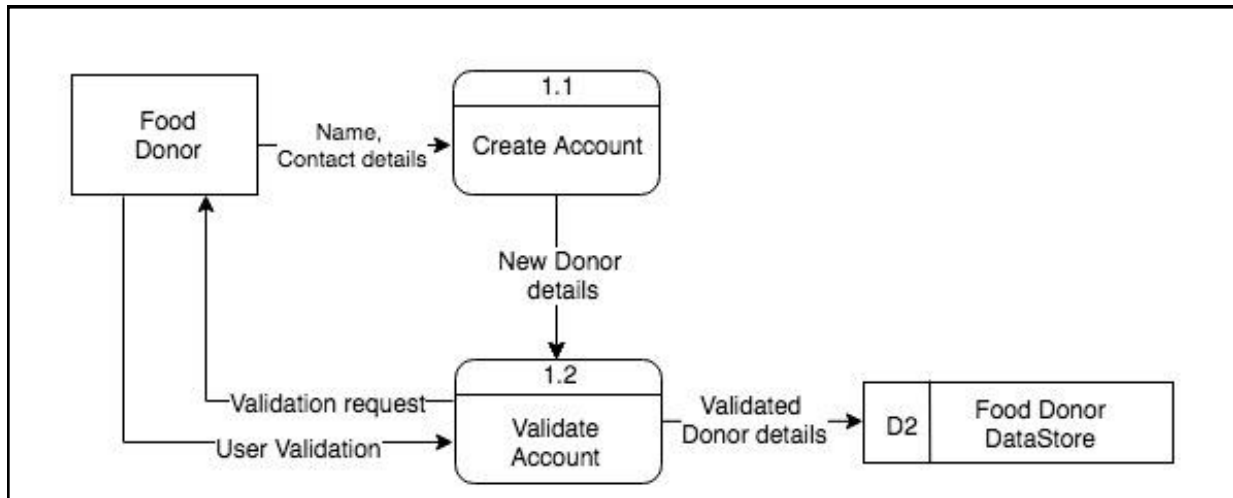 1.1
Food
Donor
Name,
Contact details
Create Account
New Donor
details
1.2
Validation request
User Validation
Validate
Account
Validated
Donor details
D2
Food Donor
DataStore